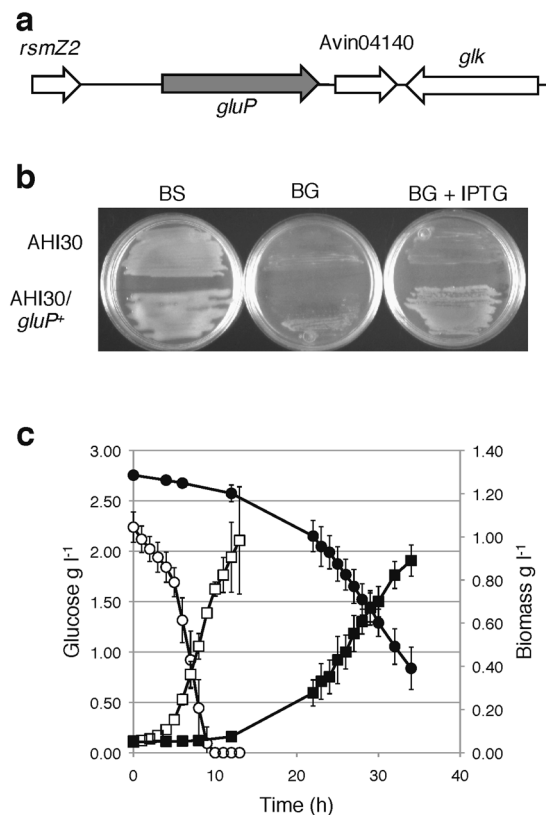 a
rsmZ2
Avin04140
glk
gluP
b
BS BG BG + IPTG
AHI30
AHI30/
gluP+
c
3.00 1.40
2.50 1.20
2.00 1.00
1.50 0.80
1.00 0.60
0.50 0.40
0.00 0.20
0.00
Glucose g l-1
Biomass g l-1
0 10 20 30 40
Time (h)